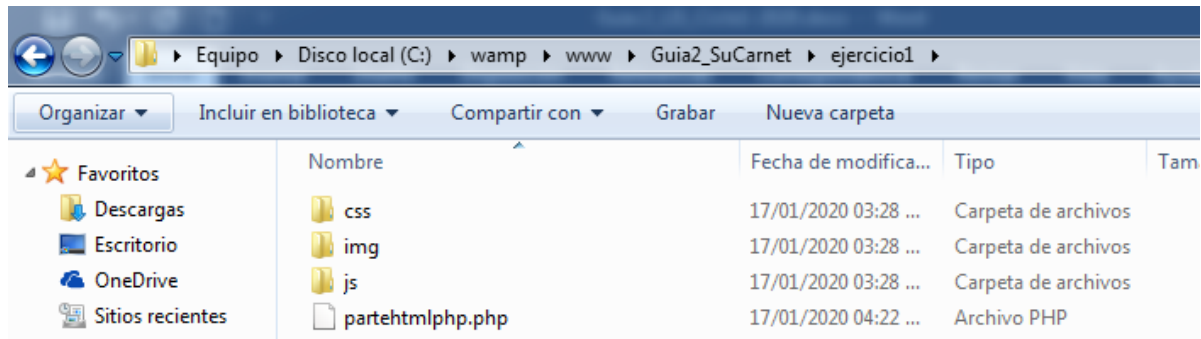 Equipo Disco local (C:) wamp www Guia2_SuCarnet ejercicio1
Organizar Incluir en biblioteca Compartir con Grabar Nueva carpeta
Favoritos
Descargas
Escritorio
OneDrive
Sitios recientes
Nombre Fecha de modifica... Tipo Tam
css 17/01/2020 03:28 ... Carpeta de archivos
img 17/01/2020 03:28 ... Carpeta de archivos
js 17/01/2020 03:28 ... Carpeta de archivos
partehtmlphp.php 17/01/2020 04:22 ... Archivo PHP